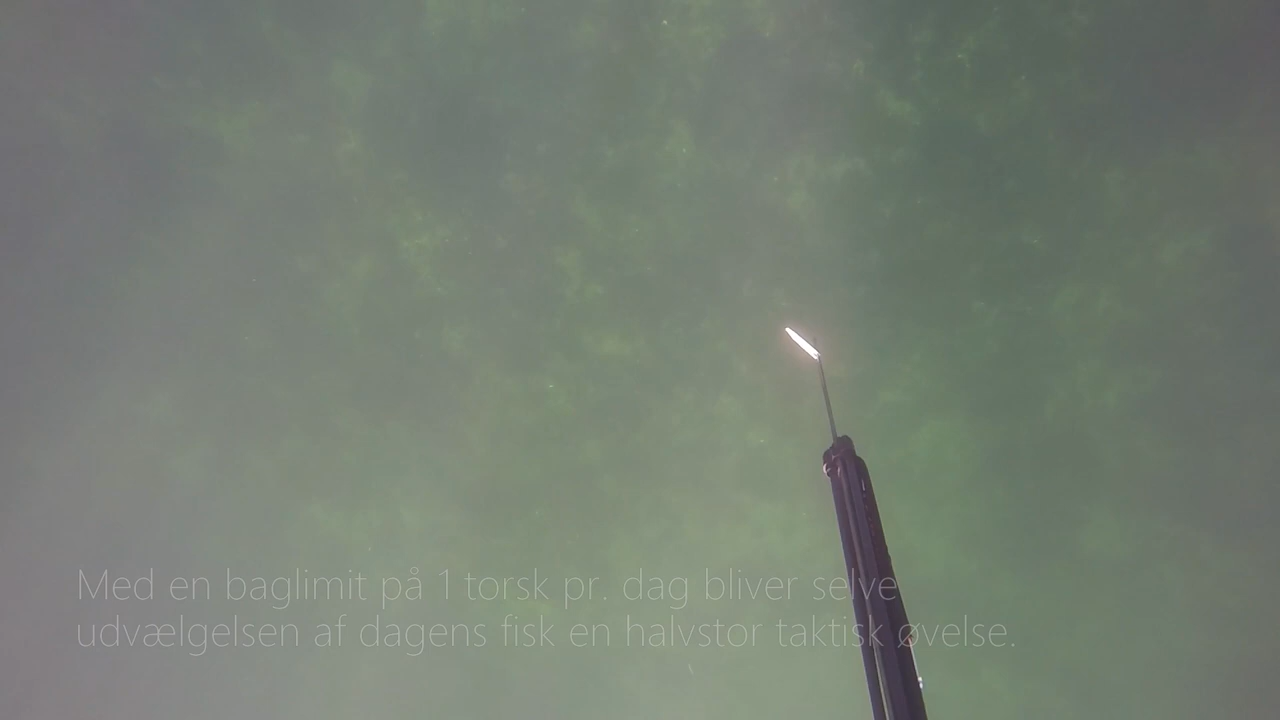 Med en baglimit på 1 torsk pr. dag bliver selve
udvælgelsen af dagens fisk en halvstor taktisk øvelse.